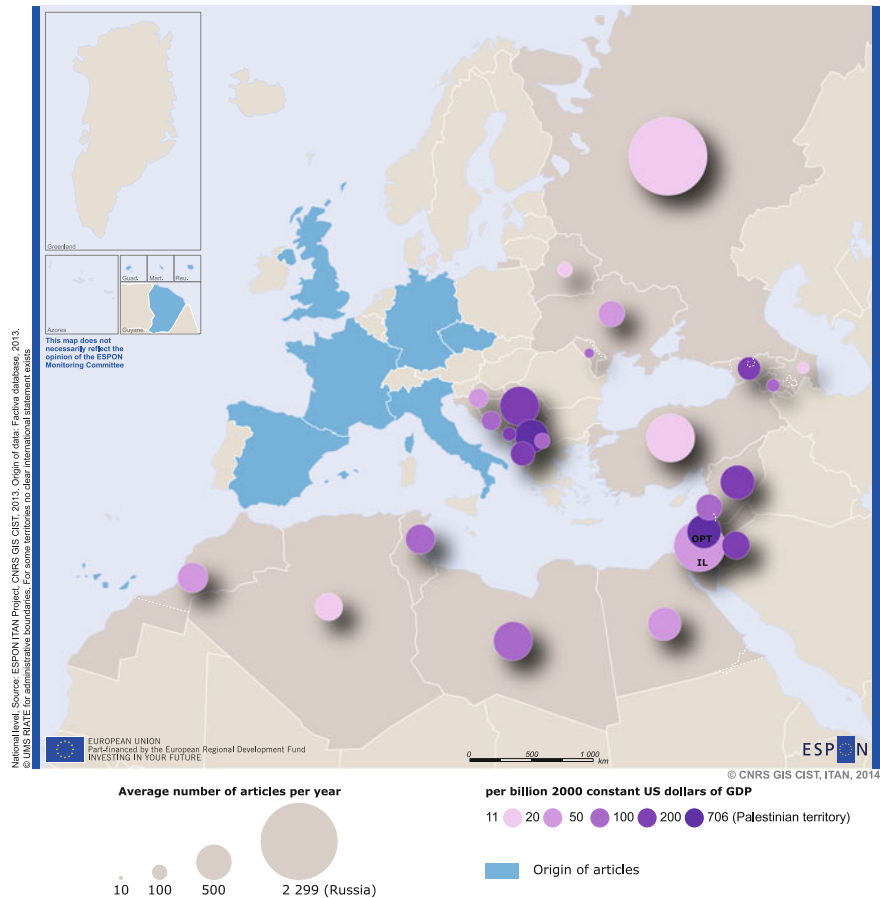 Greenland
Azores
Guad.
Mart.
Reu.
Guyane
This map does not
necessarily reflect the
opinion of the ESPON
Monitoring Committee
National level. Source: ESPON ITAN Project, CNRS GIS CIST, 2013. Origin of data: Factiva database, 2013.
© UMS RIATE for administrative boundaries. For some territories no clear international statement exists
OPT
IL
EUROPEAN UNION
Part-financed by the European Regional Development Fund
INVESTING IN YOUR FUTURE
0 500 1 000
km
ESPON
© CNRS GIS CIST, ITAN, 2014
Average number of articles per year
10 100 500 2 299 (Russia)
per billion 2000 constant US dollars of GDP
11 20 50 100 200 706 (Palestinian territory)
Origin of articles